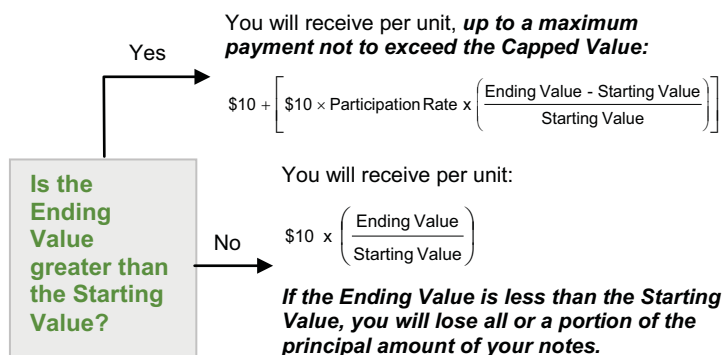 You will receive per unit, up to a maximum
payment not to exceed the Capped Value:
Yes
$10 + [ $10 × Participation Rate x ( Ending Value - Starting Value / Starting Value ) ]
Is the
Ending
Value
greater than
the Starting
Value?
No
You will receive per unit:
$10 x ( Ending Value / Starting Value )
If the Ending Value is less than the Starting
Value, you will lose all or a portion of the
principal amount of your notes.